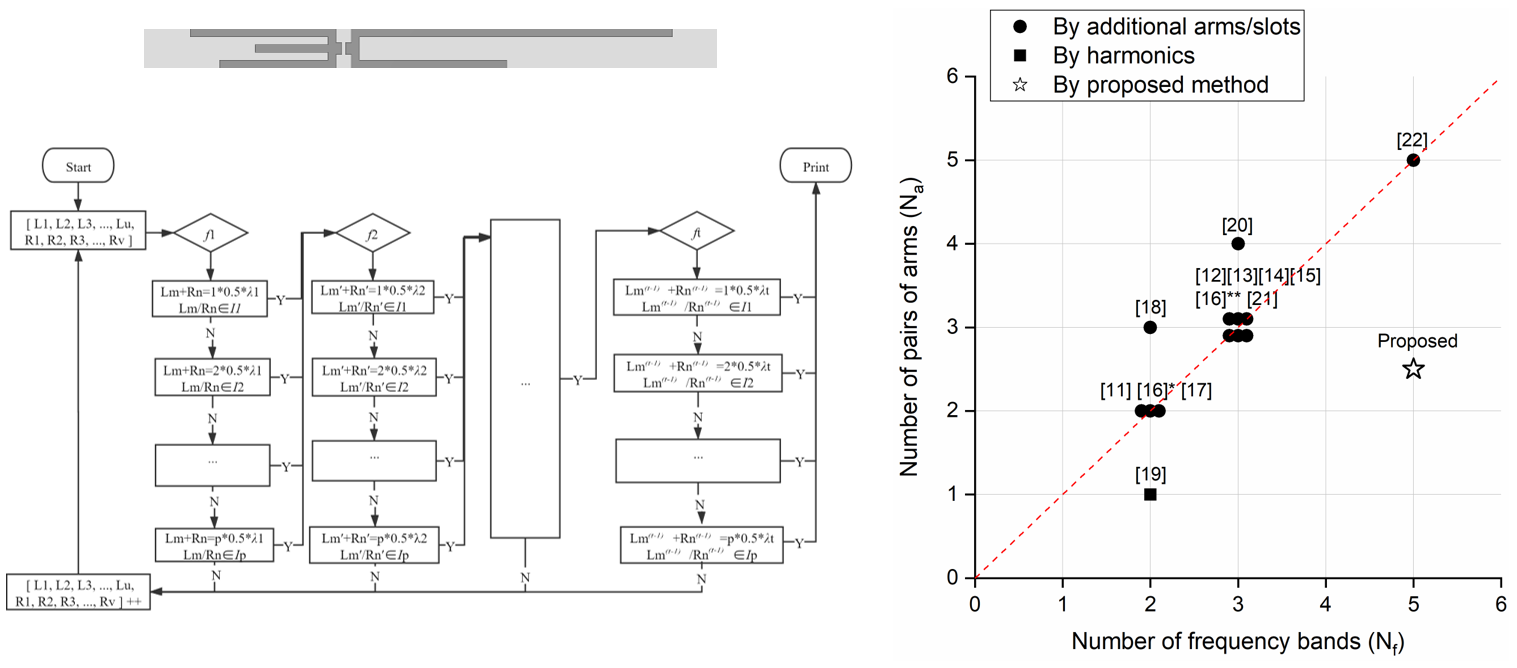 Start
[ L1, L2, L3, ..., Lu,
R1, R2, R3, ..., Rv ]
f1
Lm+Rn=1*0.5*λ1
Lm/Rn∈I1
Y
N
Lm+Rn=2*0.5*λ1
Lm/Rn∈I2
Y
N
...
Y
N
Lm+Rn=p*0.5*λ1
Lm/Rn∈Ip
Y
N
f2
Lm′+Rn′=1*0.5*λ2
Lm′/Rn′∈I1
Y
N
Lm′+Rn′=2*0.5*λ2
Lm′/Rn′∈I2
Y
N
...
Y
N
Lm′+Rn′=p*0.5*λ2
Lm′/Rn′∈Ip
Y
N
...
Y
N
ft
Lm⁽ᵗ⁻¹⁾ +Rn⁽ᵗ⁻¹⁾ =1*0.5*λt
Lm⁽ᵗ⁻¹⁾ /Rn⁽ᵗ⁻¹⁾ ∈I1
Y
N
Lm⁽ᵗ⁻¹⁾ +Rn⁽ᵗ⁻¹⁾ =2*0.5*λt
Lm⁽ᵗ⁻¹⁾ /Rn⁽ᵗ⁻¹⁾ ∈I2
Y
N
...
Y
N
Lm⁽ᵗ⁻¹⁾ +Rn⁽ᵗ⁻¹⁾ =p*0.5*λt
Lm⁽ᵗ⁻¹⁾ /Rn⁽ᵗ⁻¹⁾ ∈Ip
Y
N
Print
[ L1, L2, L3, ..., Lu,
R1, R2, R3, ..., Rv ] ++
By additional arms/slots
By harmonics
By proposed method
Number of pairs of arms (Nₐ)
6
5
4
3
2
1
0
[22]
[20]
[12][13][14][15]
[16]** [21]
[18]
Proposed
[11] [16]* [17]
[19]
0 1 2 3 4 5 6
Number of frequency bands (N_f)